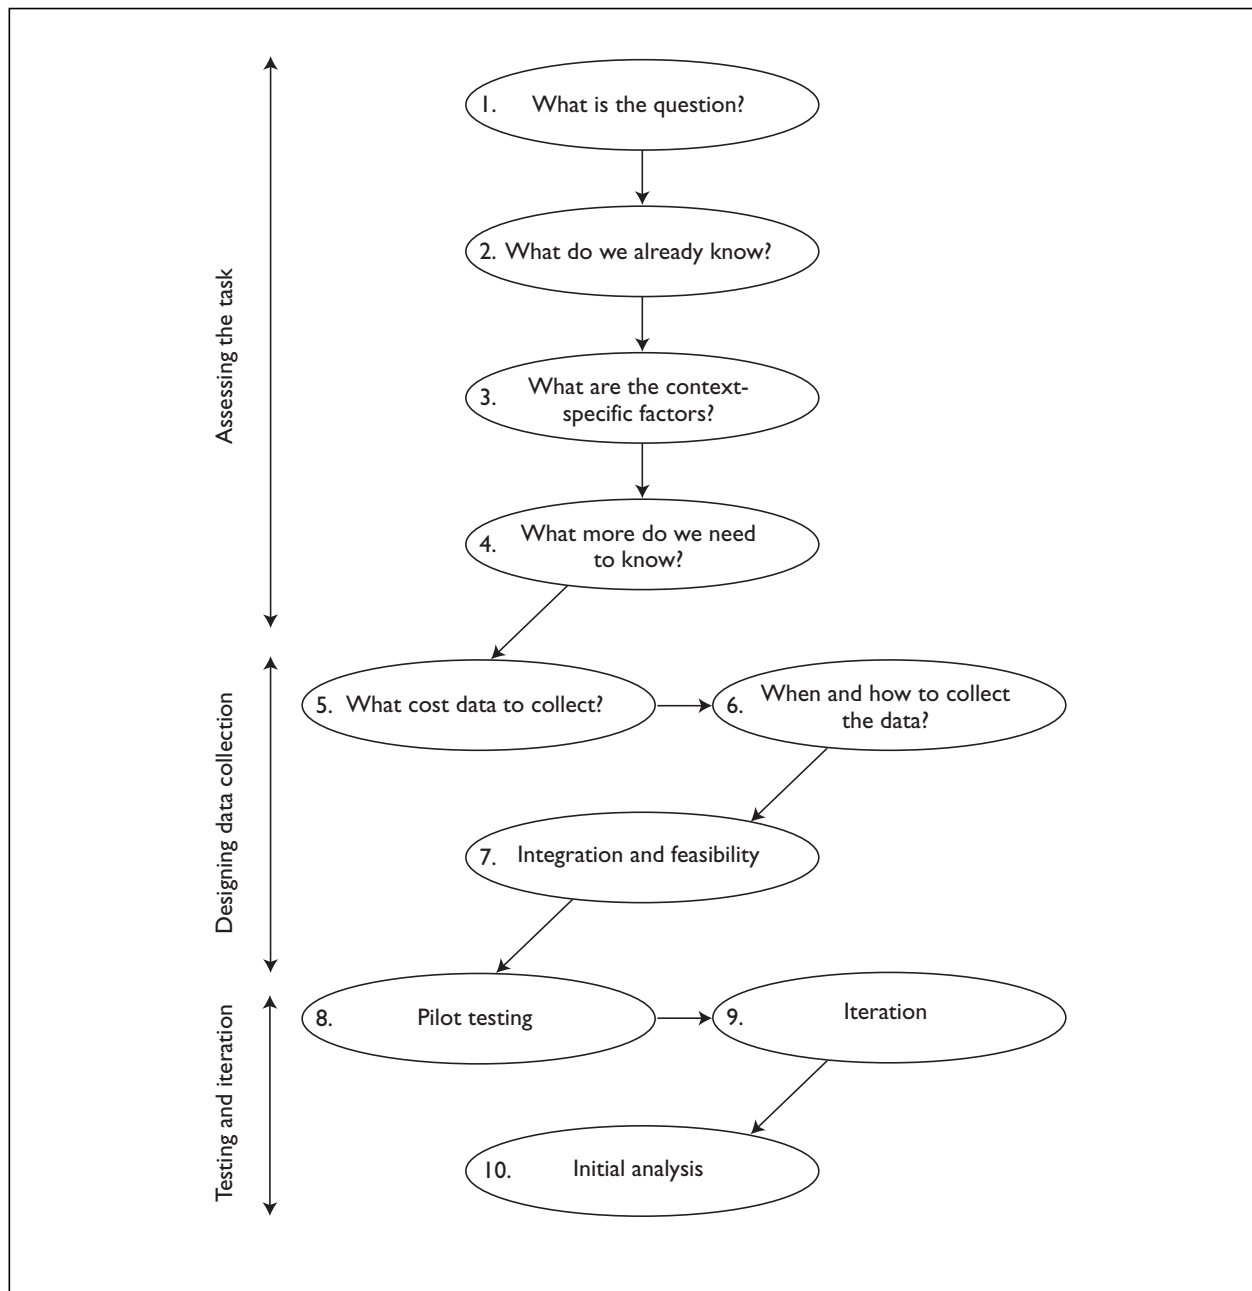 Assessing the task
1. What is the question?
2. What do we already know?
3. What are the context-
specific factors?
4. What more do we need
to know?
Designing data collection
5. What cost data to collect?
6. When and how to collect
the data?
7. Integration and feasibility
Testing and iteration
8. Pilot testing
9. Iteration
10. Initial analysis